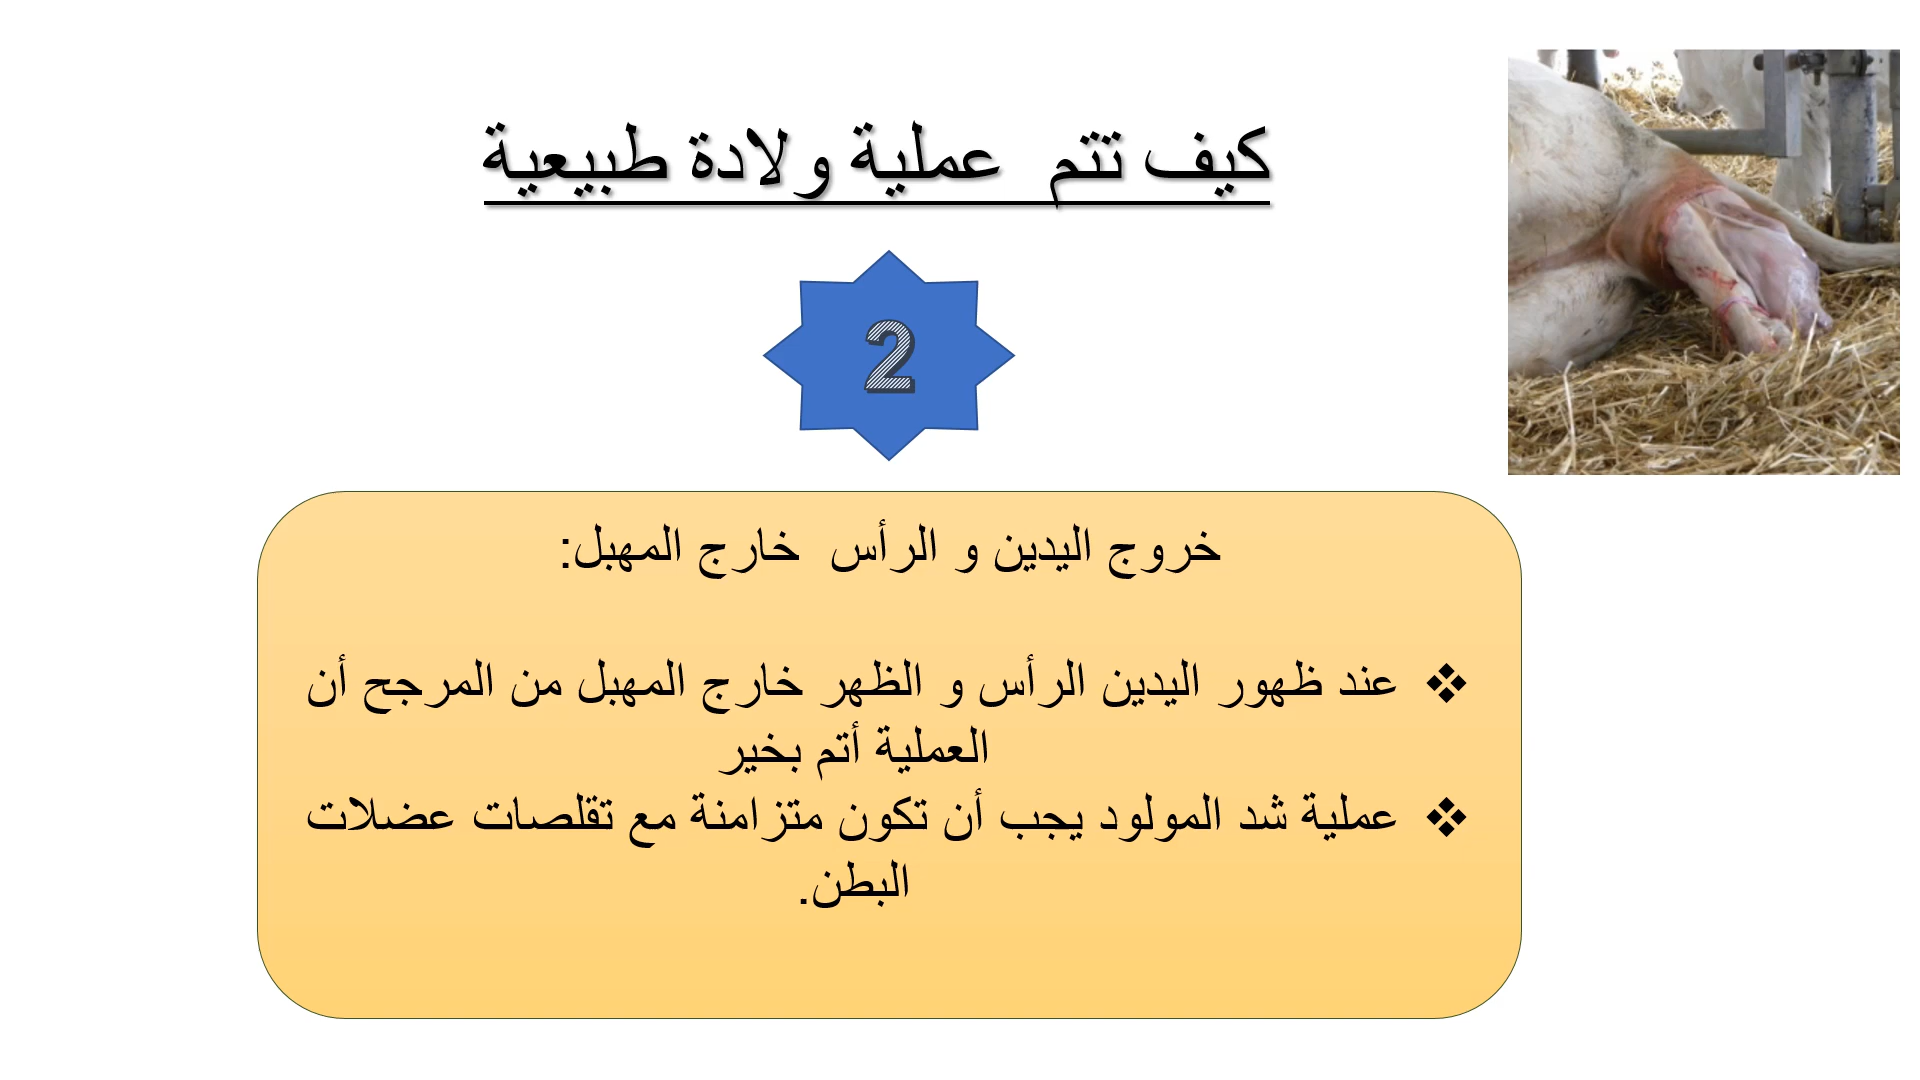 كيف تتم عملية ولادة طبيعية
2
خروج اليدين و الرأس خارج المهبل:
❖ عند ظهور اليدين الرأس و الظهر خارج المهبل من المرجح أن
العملية أتم بخير
❖ عملية شد المولود يجب أن تكون متزامنة مع تقلصات عضلات
البطن.